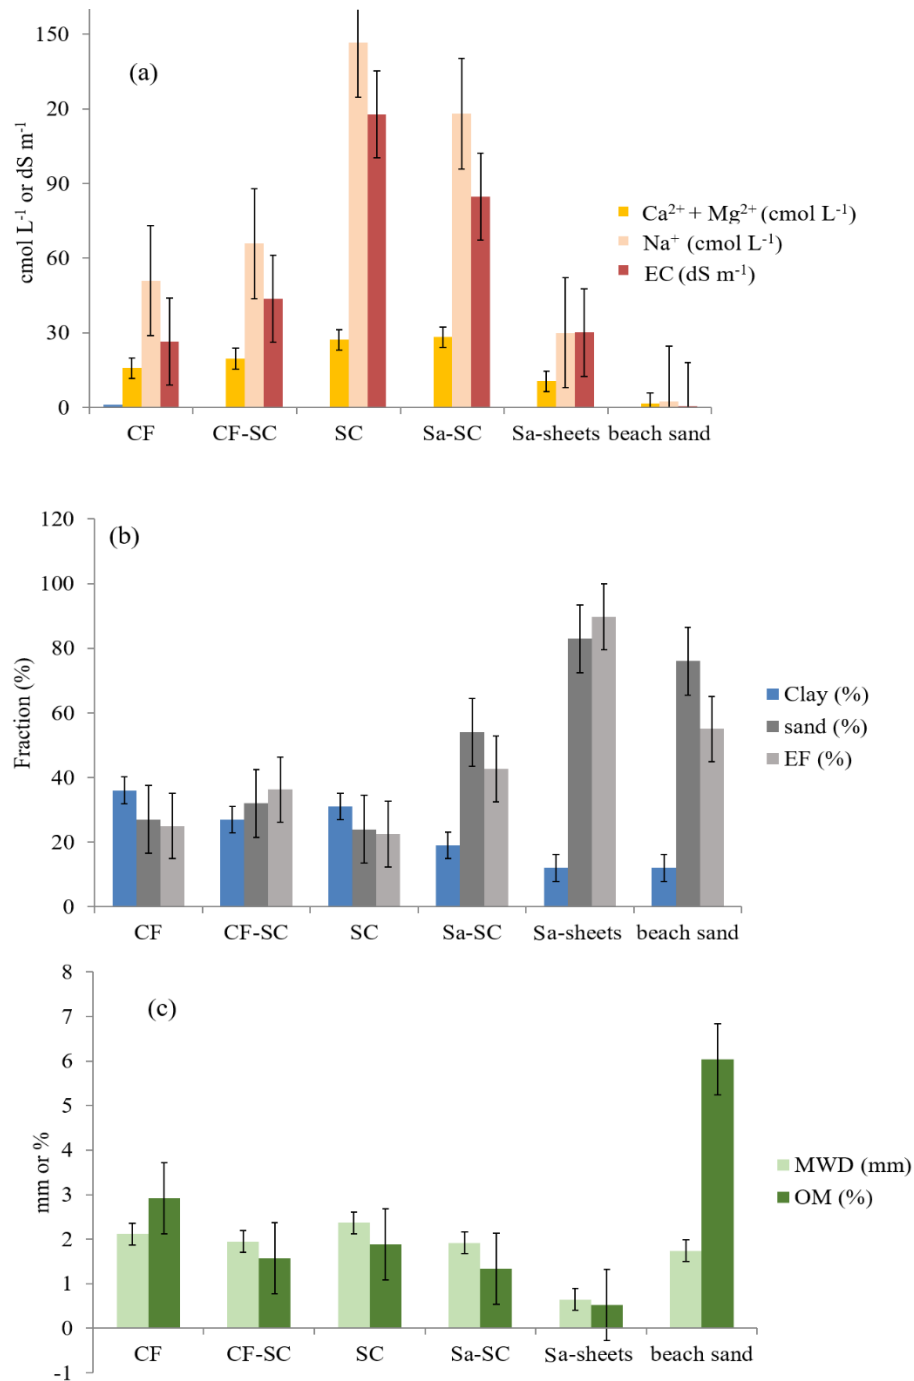 150
(a)
20
90
60
30
0
cmol L⁻¹ or dS m⁻¹
Ca²⁺ + Mg²⁺ (cmol L⁻¹)
Na⁺ (cmol L⁻¹)
EC (dS m⁻¹)
CF CF-SC SC Sa-SC Sa-sheets beach sand
120
(b)
100
80
60
40
20
0
Fraction (%)
Clay (%)
sand (%)
EF (%)
CF CF-SC SC Sa-SC Sa-sheets beach sand
8
(c)
7
6
5
4
3
2
1
0
-1
mm or %
MWD (mm)
OM (%)
CF CF-SC SC Sa-SC Sa-sheets beach sand